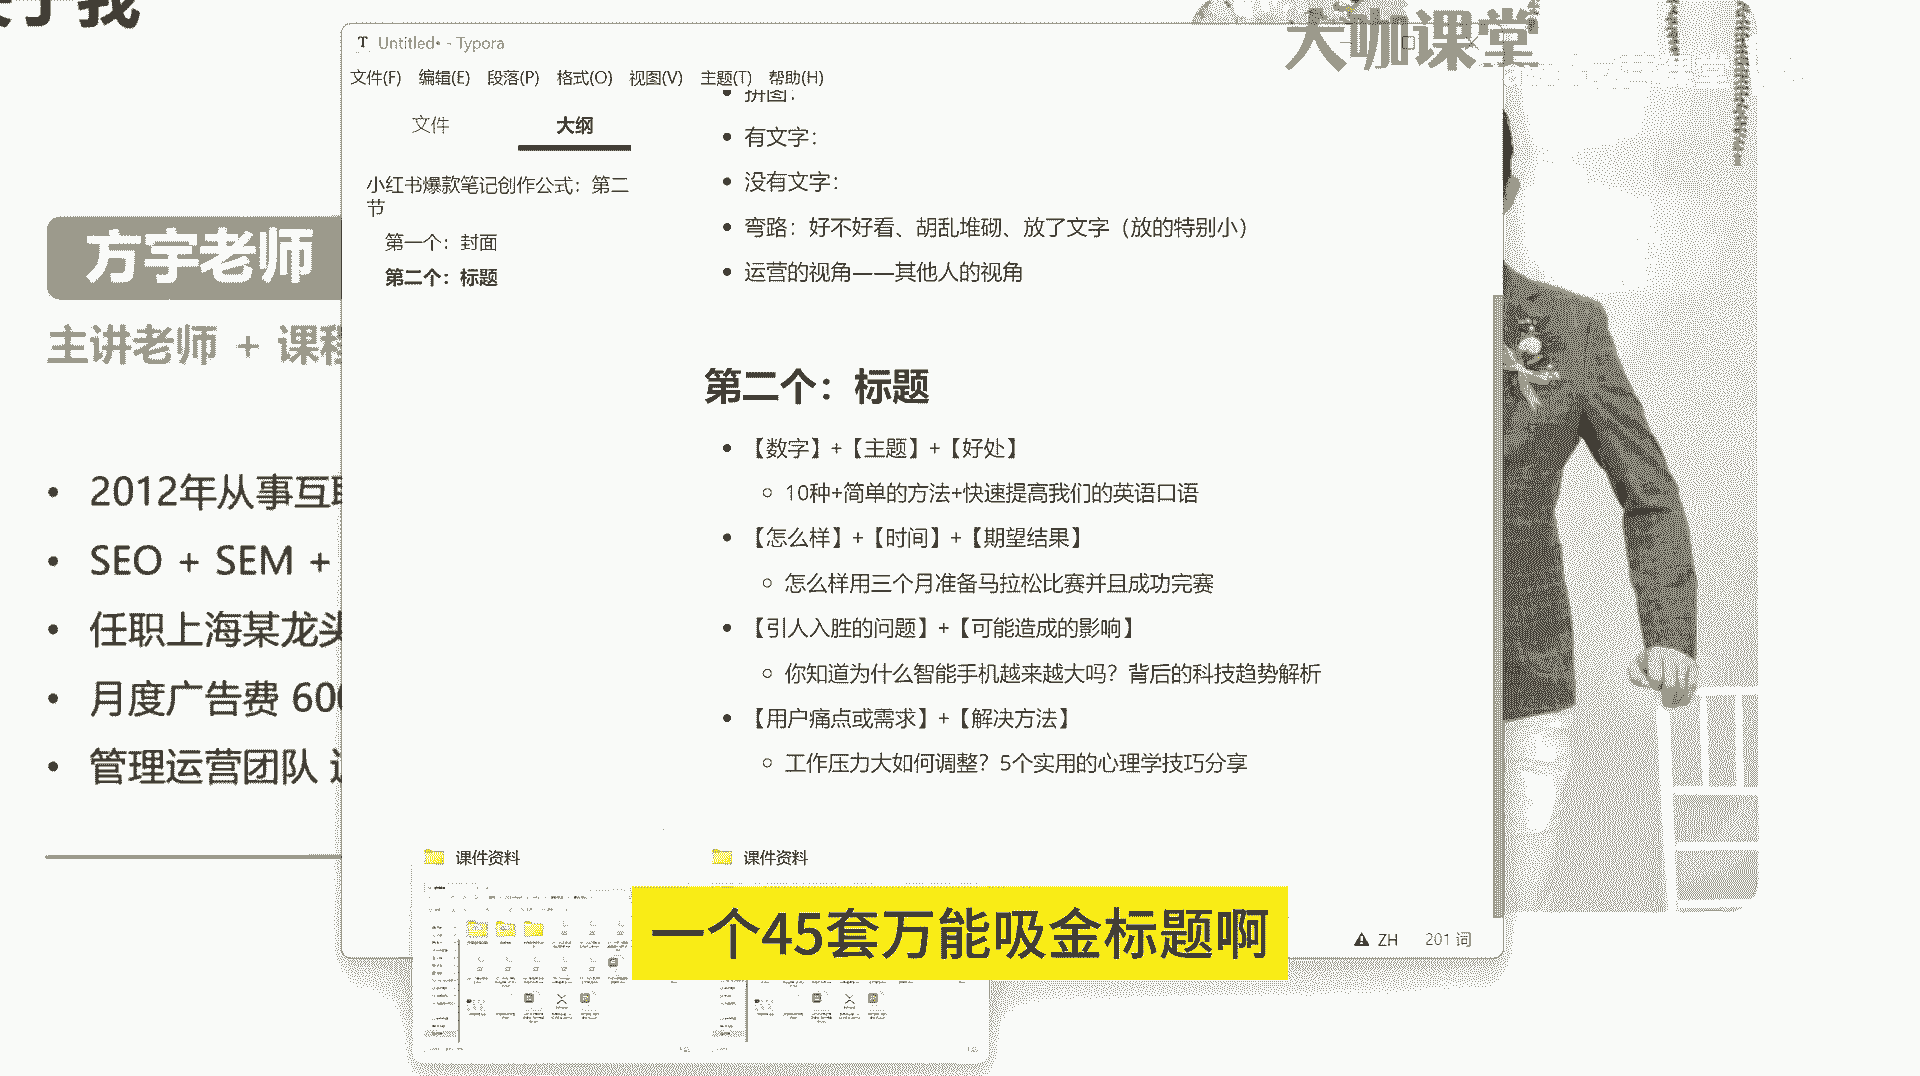 大咖课堂
Untitled• - Typora
文件(F) 编辑(E) 段落(P) 格式(O) 视图(V) 主题(T) 帮助(H)
文件 大纲
小红书爆款笔记创作公式：第二
节
第一个：封面
第二个：标题
拼图：
有文字：
没有文字：
弯路：好不好看、胡乱堆砌、放了文字（放的特别小）
运营的视角——其他人的视角
第二个：标题
【数字】+【主题】+【好处】
10种+简单的方法+快速提高我们的英语口语
【怎么样】+【时间】+【期望结果】
怎么样用三个月准备马拉松比赛并且成功完赛
【引人入胜的问题】+【可能造成的影响】
你知道为什么智能手机越来越大吗？背后的科技趋势解析
【用户痛点或需求】+【解决方法】
工作压力大如何调整？5个实用的心理学技巧分享
方宇老师
主讲老师 + 课程
2012年从事互联
SEO + SEM +
任职上海某龙头
月度广告费 600
管理运营团队
课件资料 课件资料
一个45套万能吸金标题啊
ZH 201 词